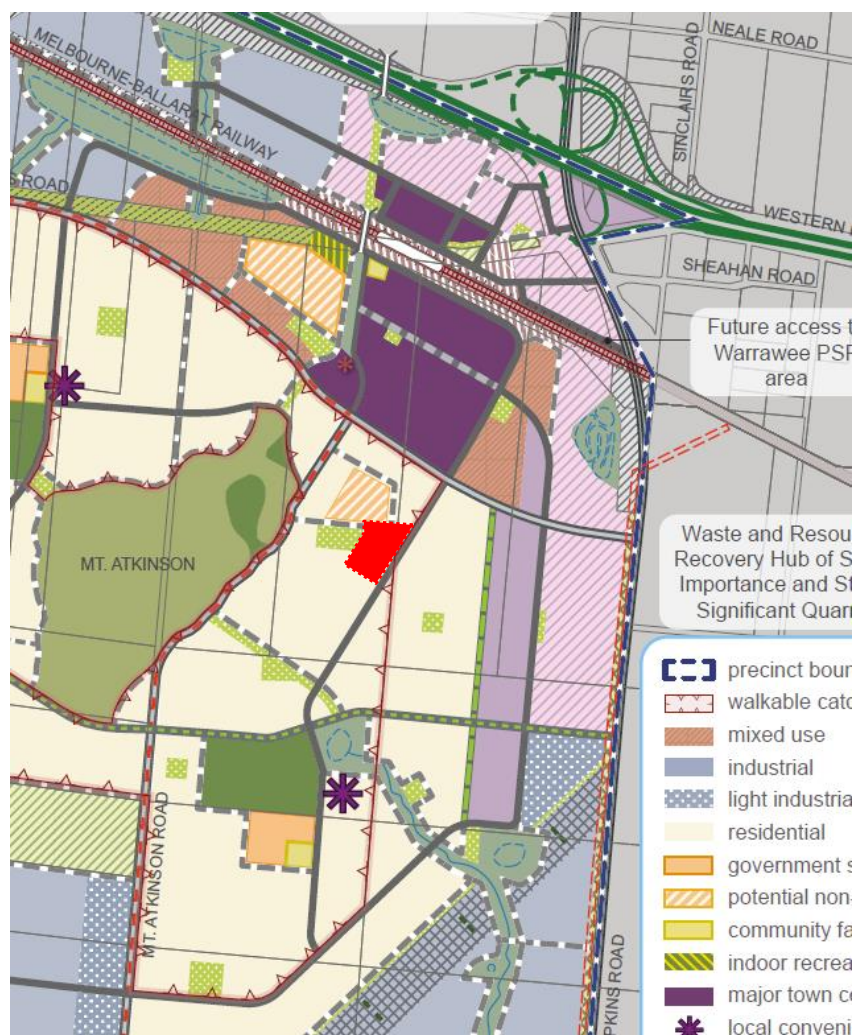 NEALE ROAD
SINCLAIRS ROAD
MELBOURNE-BALLARAT RAILWAY
S ROAD
WESTERN
SHEAHAN ROAD
Future access t
Warrawee PSP
area
MT. ATKINSON
Waste and Resou
Recovery Hub of S
Importance and St
Significant Quarr
MT. ATKINSON ROAD
PKINS ROAD
precinct boun
walkable catc
mixed use
industrial
light industria
residential
government s
potential non-
community fa
indoor recrea
major town ce
local conveni